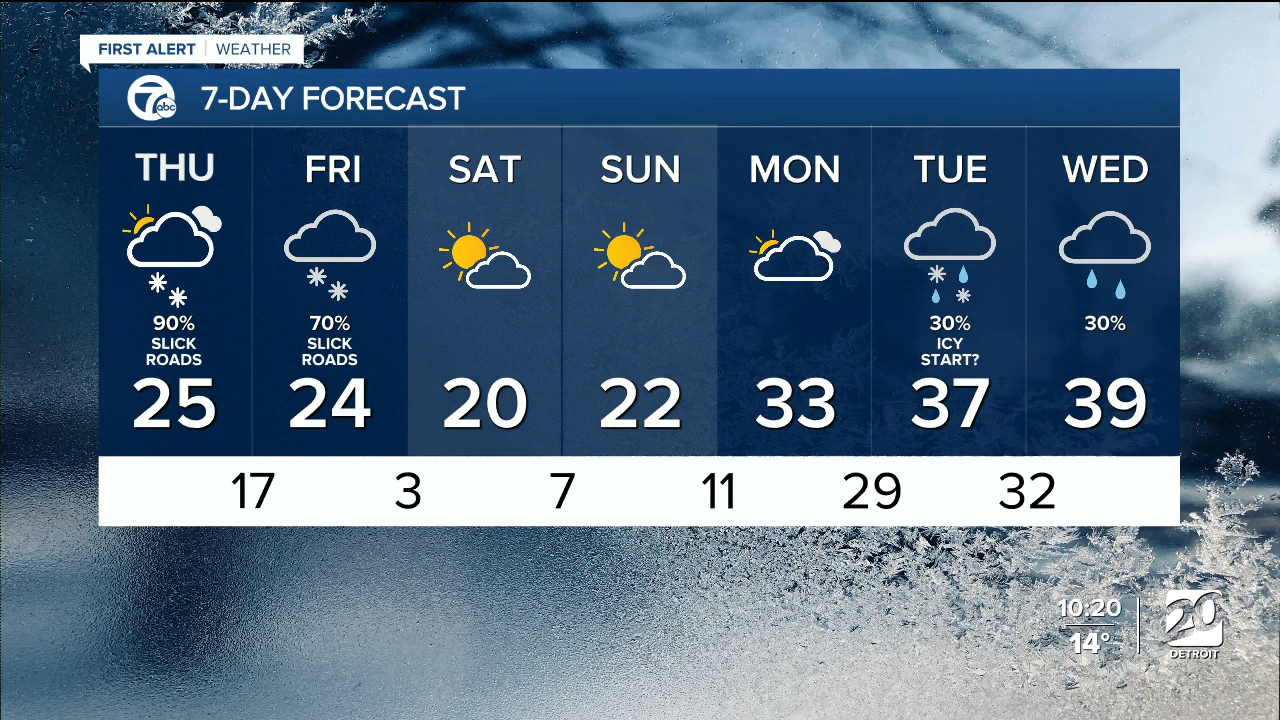 FIRST ALERT | WEATHER
7 abc 7-DAY FORECAST
THU FRI SAT SUN MON TUE WED
90% 70% 30% 30%
SLICK SLICK ICY
ROADS ROADS START?
25 24 20 22 33 37 39
17 3 7 11 29 32
10:20
14°
20
DETROIT